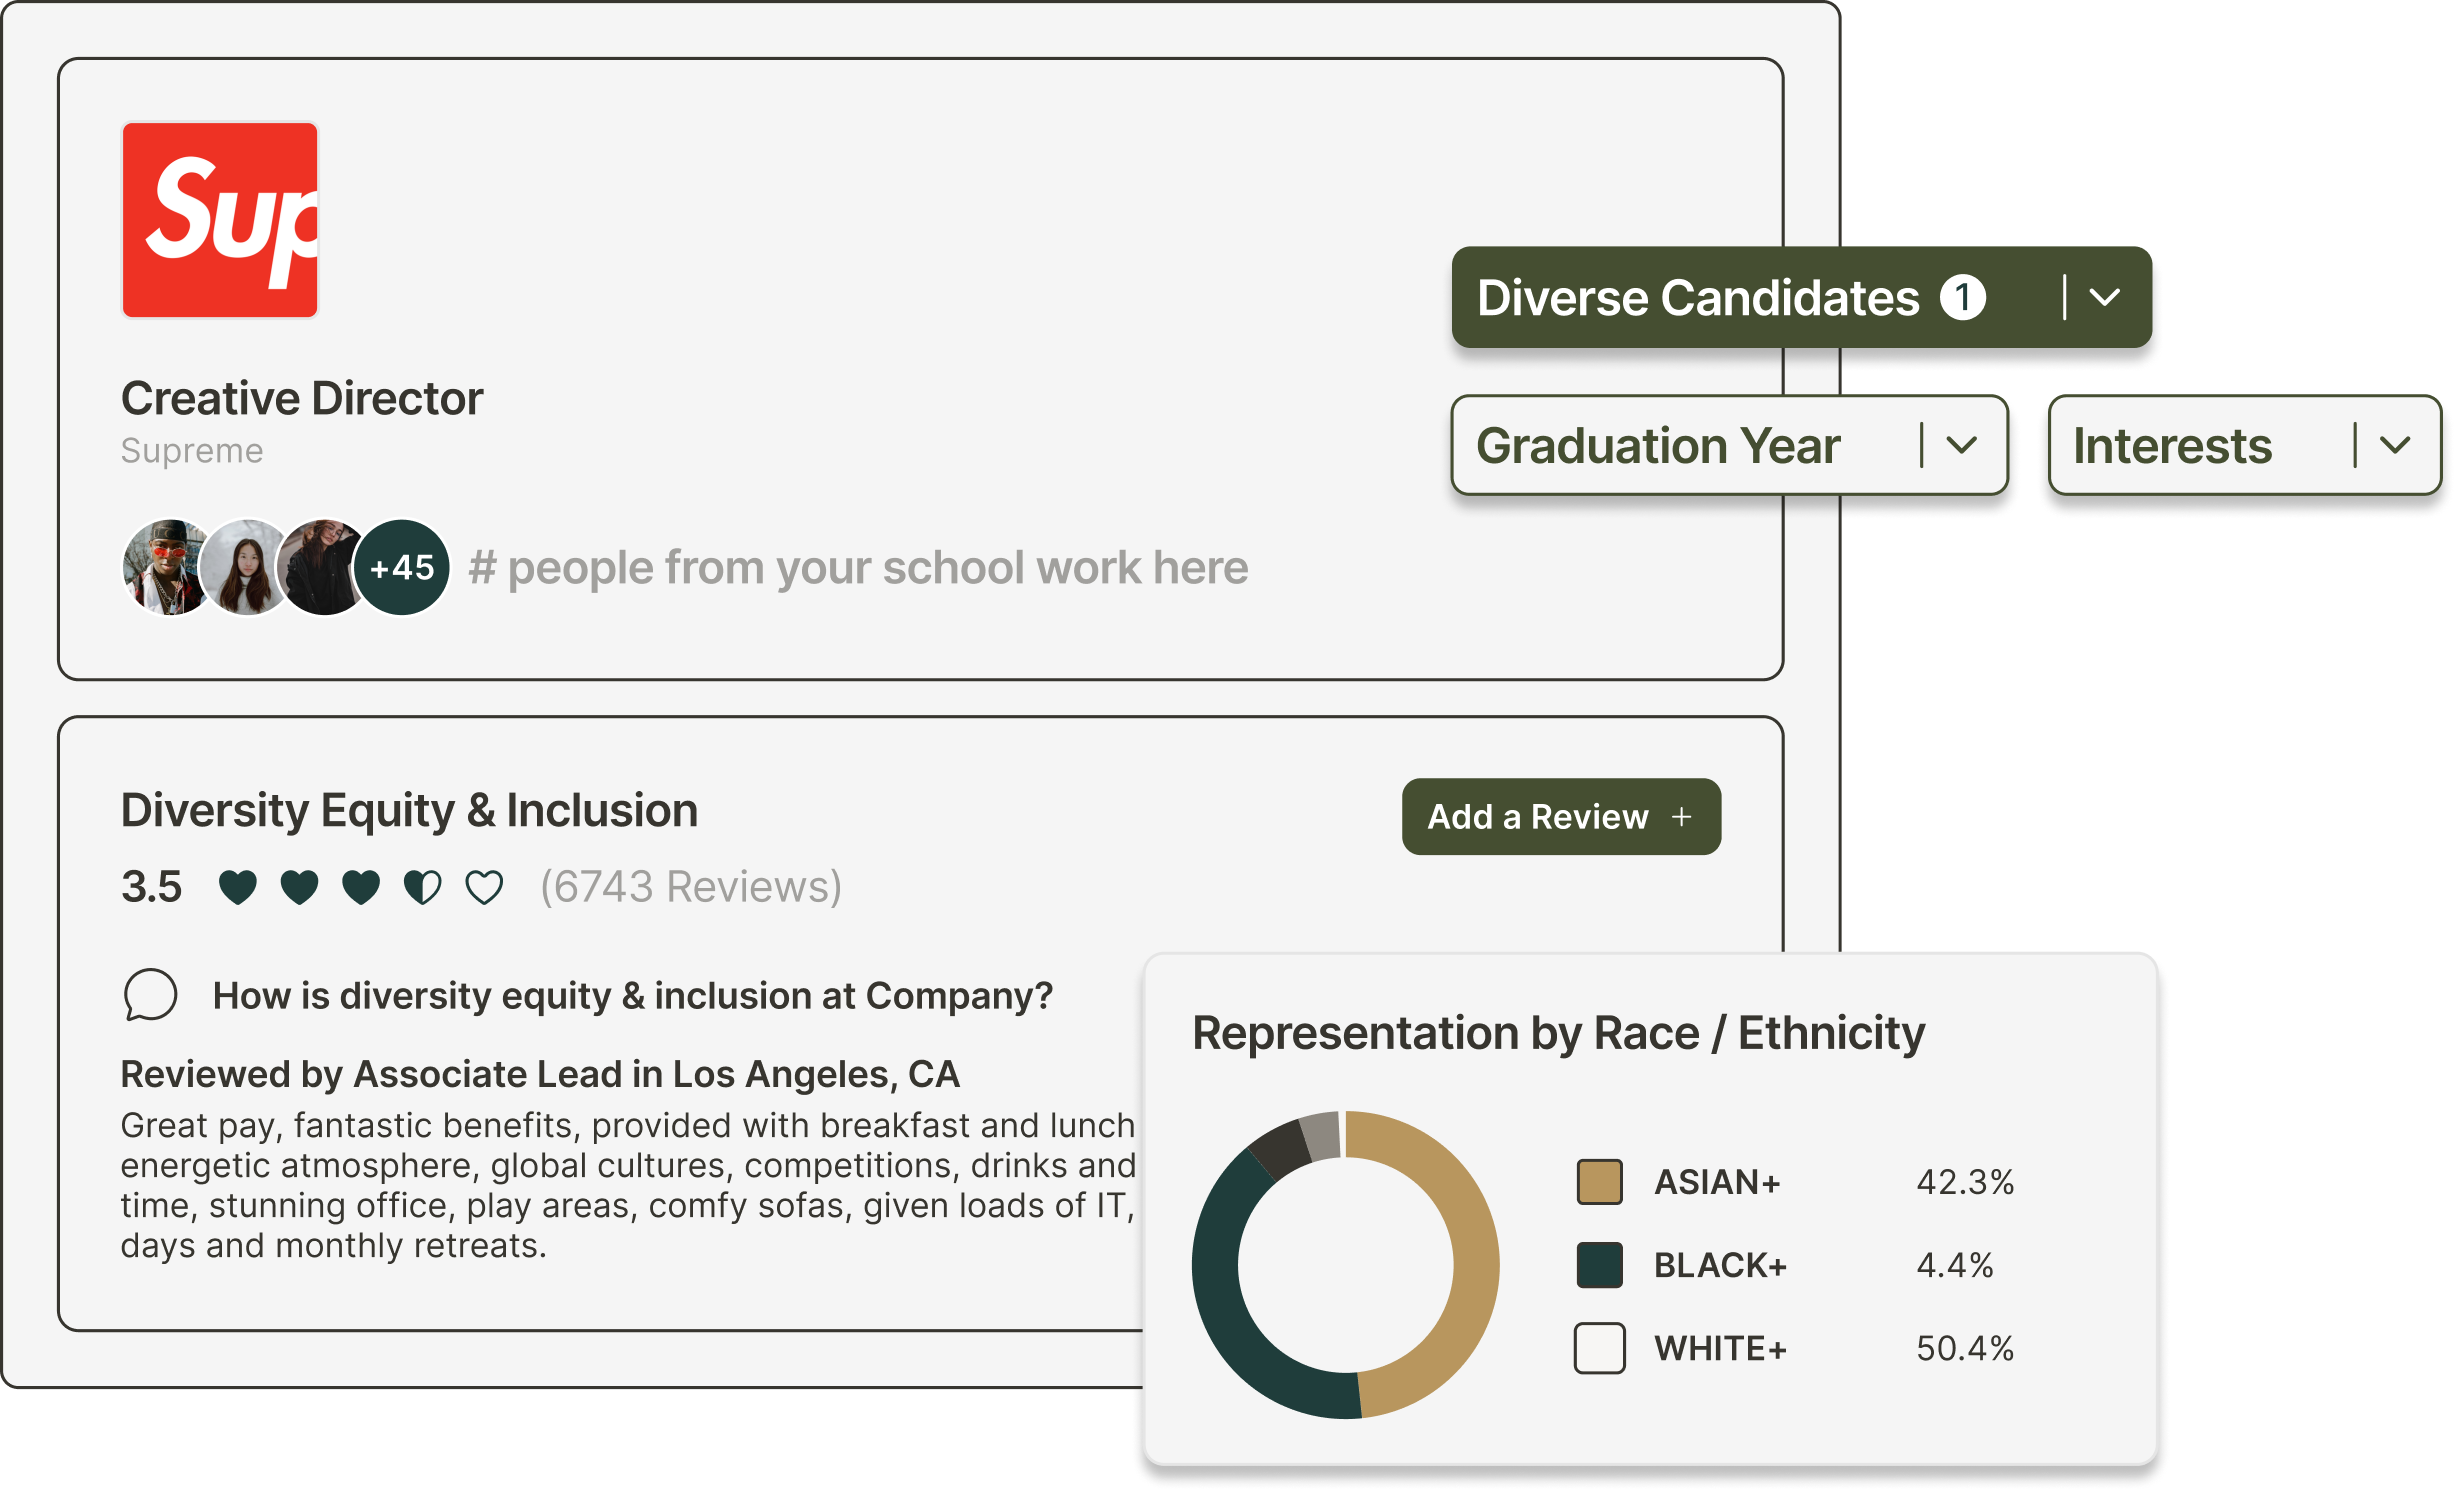 Sup
Creative Director
Supreme
+45 # people from your school work here
Diverse Candidates 1
Graduation Year
Interests
Diversity Equity & Inclusion
Add a Review +
3.5 (6743 Reviews)
How is diversity equity & inclusion at Company?
Reviewed by Associate Lead in Los Angeles, CA
Great pay, fantastic benefits, provided with breakfast and lunch
energetic atmosphere, global cultures, competitions, drinks and
time, stunning office, play areas, comfy sofas, given loads of IT,
days and monthly retreats.
Representation by Race / Ethnicity
ASIAN+ 42.3%
BLACK+ 4.4%
WHITE+ 50.4%